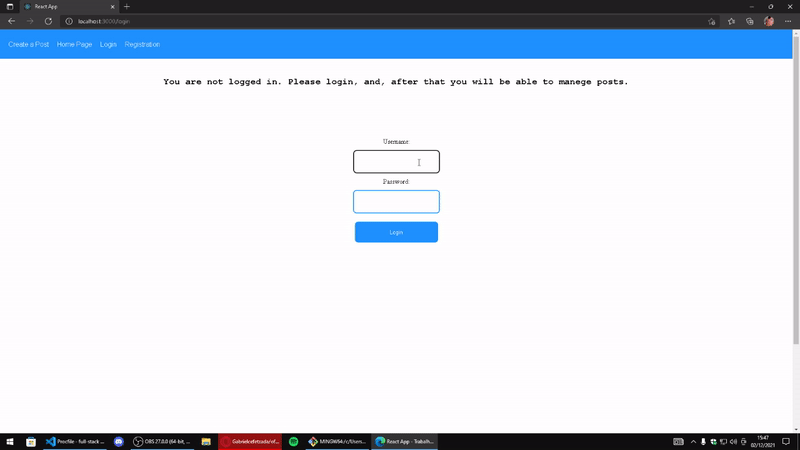 React App
localhost:3000/login
Create a Post Home Page Login Registration
You are not logged in. Please login, and, after that you will be able to manege posts.
Username:
Password:
Login
Procfile - full-stack ... OBS 27.0.0 (64-bit, ... MINGW64:/c/Users... React App - Trabalh...
15:47
02/12/2021